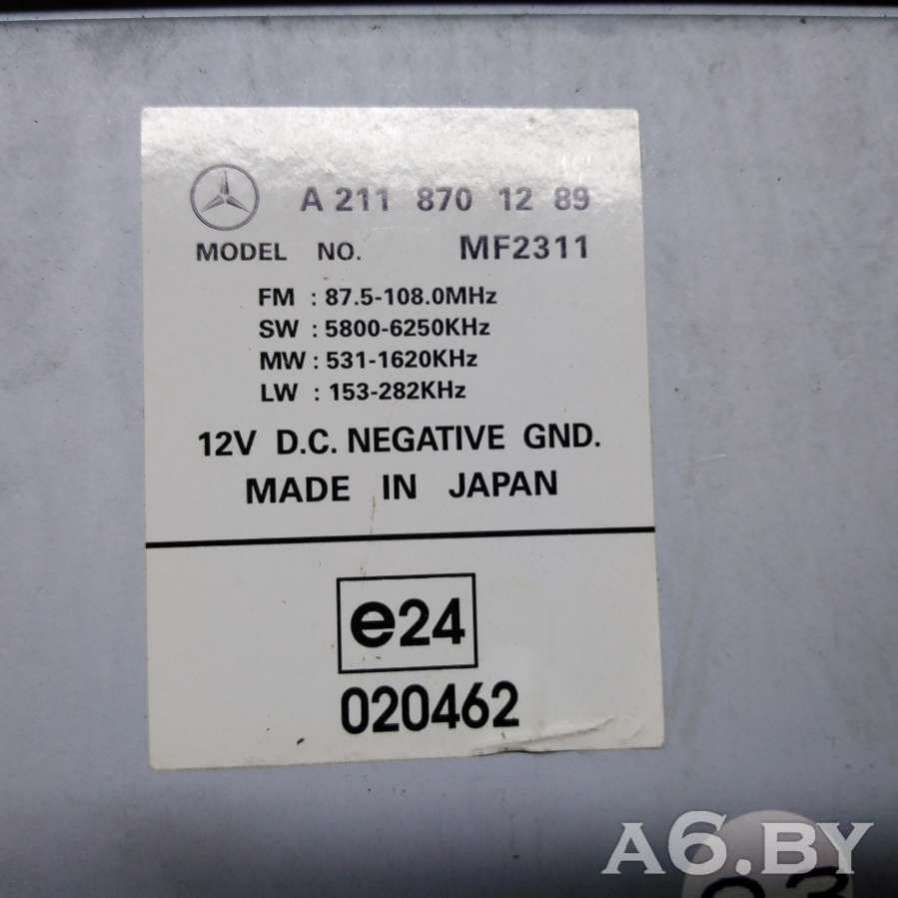 A 211 870 12 89
MODEL NO. MF2311
FM : 87.5-108.0MHz
SW : 5800-6250KHz
MW : 531-1620KHz
LW : 153-282KHz
12V D.C. NEGATIVE GND.
MADE IN JAPAN
e24
020462
A6.BY